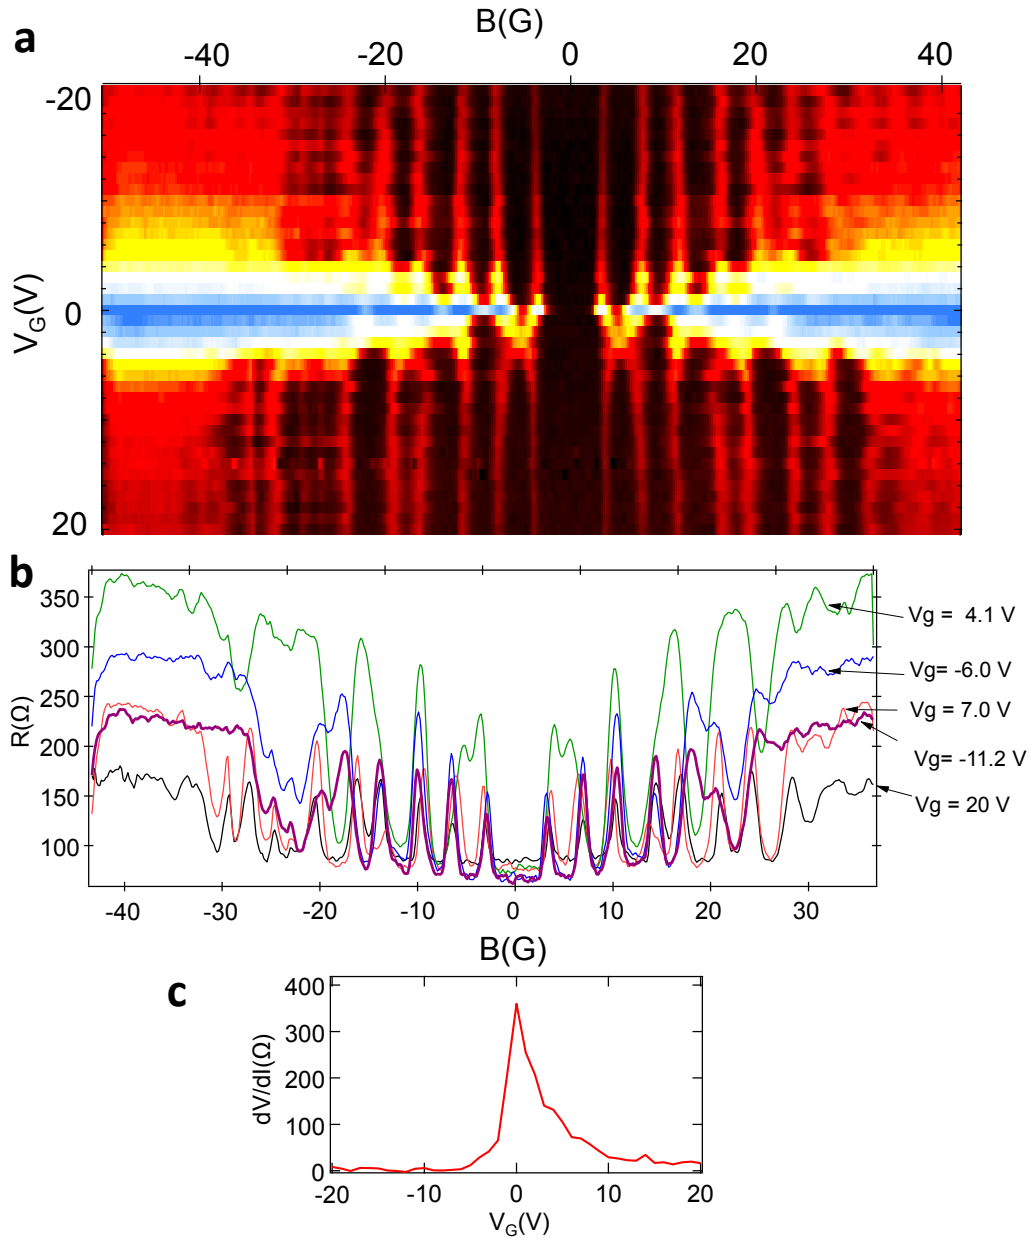 a
B(G)
-40 -20 0 20 40
-20
0
20
V_G(V)
b
350
300
250
200
150
100
R(Ω)
Vg = 4.1 V
Vg= -6.0 V
Vg = 7.0 V
Vg= -11.2 V
Vg = 20 V
-40 -30 -20 -10 0 10 20 30
B(G)
c
400
300
200
100
0
dV/dI(Ω)
-20 -10 0 10 20
V_G(V)